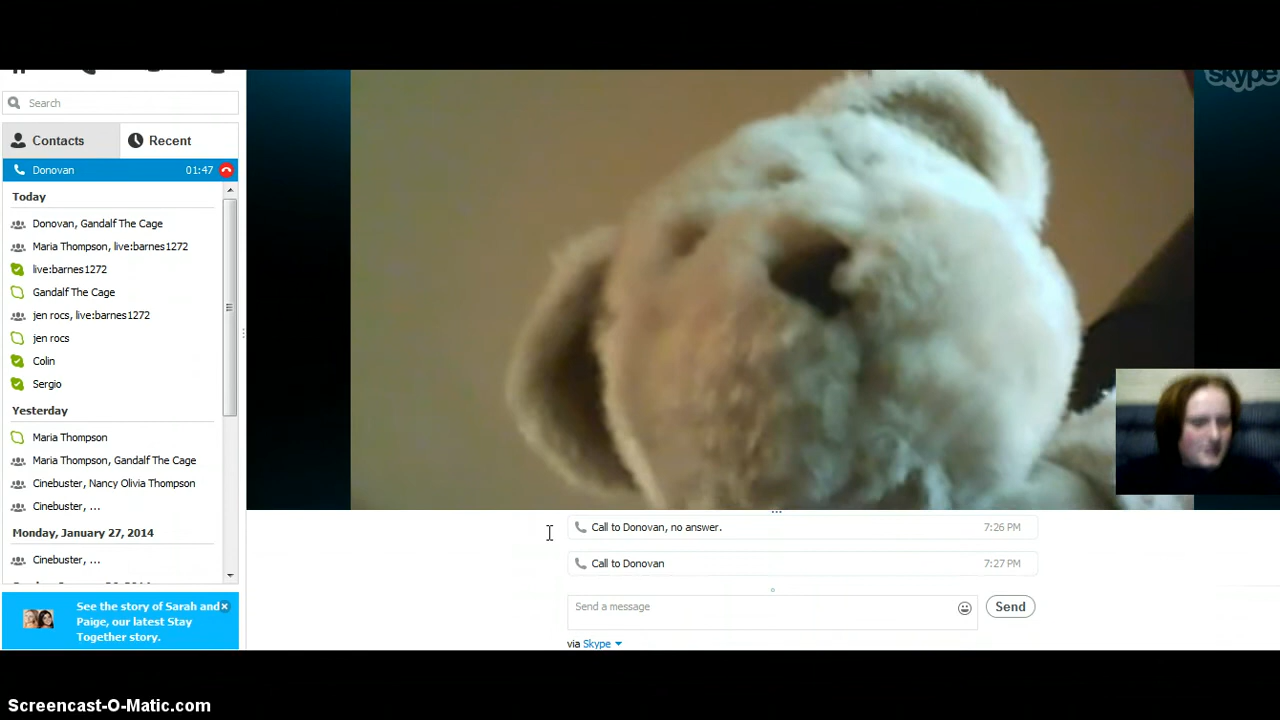 skype
Search
Contacts
Recent
Donovan 01:47
Today
Donovan, Gandalf The Cage
Maria Thompson, live:barnes1272
live:barnes1272
Gandalf The Cage
jen rocs, live:barnes1272
jen rocs
Colin
Sergio
Yesterday
Maria Thompson
Maria Thompson, Gandalf The Cage
Cinebuster, Nancy Olivia Thompson
Cinebuster, ...
Monday, January 27, 2014
Cinebuster, ...
See the story of Sarah and
Paige, our latest Stay
Together story.
Call to Donovan, no answer. 7:26 PM
Call to Donovan 7:27 PM
Send a message
Send
via Skype
Screencast-O-Matic.com